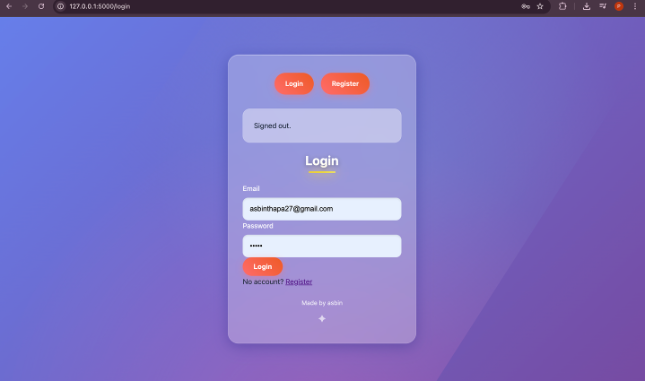 127.0.0.1:5000/login
Login Register
Signed out.
Login
Email
asbinthapa27@gmail.com
Password
•••••
Login
No account? Register
Made by asbin